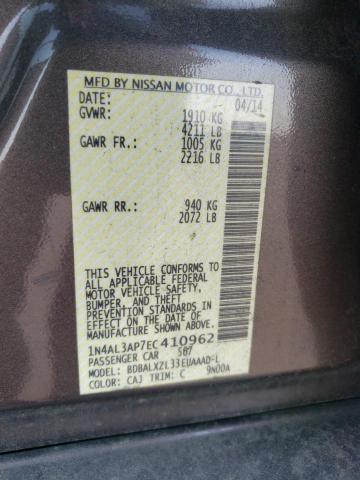 MFD BY NISSAN MOTOR CO., LTD.
DATE: 04/14
GVWR: 1910 KG
4211 LB
GAWR FR: 1005 KG
2216 LB
GAWR RR: 940 KG
2072 LB
THIS VEHICLE CONFORMS TO
ALL APPLICABLE FEDERAL
MOTOR VEHICLE SAFETY,
BUMPER, AND THEFT
PREVENTION STANDARDS IN
EFFECT ON THE DATE OF
MANUFACTURE SHOWN ABOVE.
1N4AL3AP7EC410962
PASSENGER CAR 587
MODEL: BDBALXZL33EUAAAD-L
COLOR: CAJ TRIM: C 9N00A